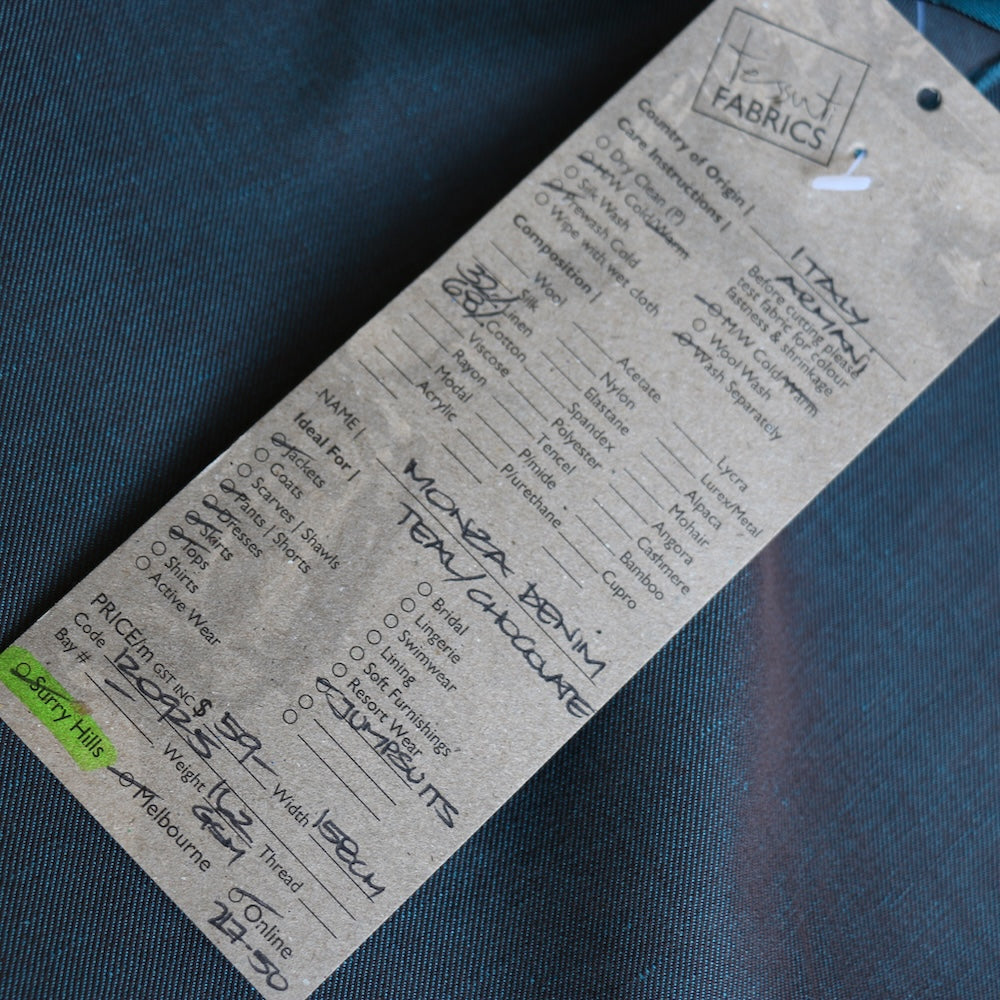 Tessuti
FABRICS
Country of Origin | ITALY
ARMANI
Care Instructions |
Before cutting please
test fabric for colour
fastness & shrinkage
Dry Clean (P)
H/W Cold/Warm
Silk Wash
Prewash Cold
Wipe with wet cloth
M/W Cold/Warm
Wool Wash
Wash Separately
Composition |
Wool
Silk
32% Linen
68% Cotton
Viscose
Rayon
Modal
Acrylic
Acetate
Nylon
Elastane
Spandex
Polyester
Tencel
P/mide
P/urethane
Lycra
Lurex/Metal
Alpaca
Mohair
Angora
Cashmere
Bamboo
Cupro
NAME | MONZA DENIM
TEAL/CHOCOLATE
Ideal For |
Jackets
Coats
Scarves | Shawls
Pants | Shorts
Dresses
Skirts
Tops
Shirts
Active Wear
Bridal
Lingerie
Swimwear
Lining
Soft Furnishings
Resort Wear
JUMPSUITS
PRICE/m GST INC $ 59- Width 158CM
Code 120925 Weight 162 GSM Thread
Bay #
Surry Hills
Melbourne
Online
27-50